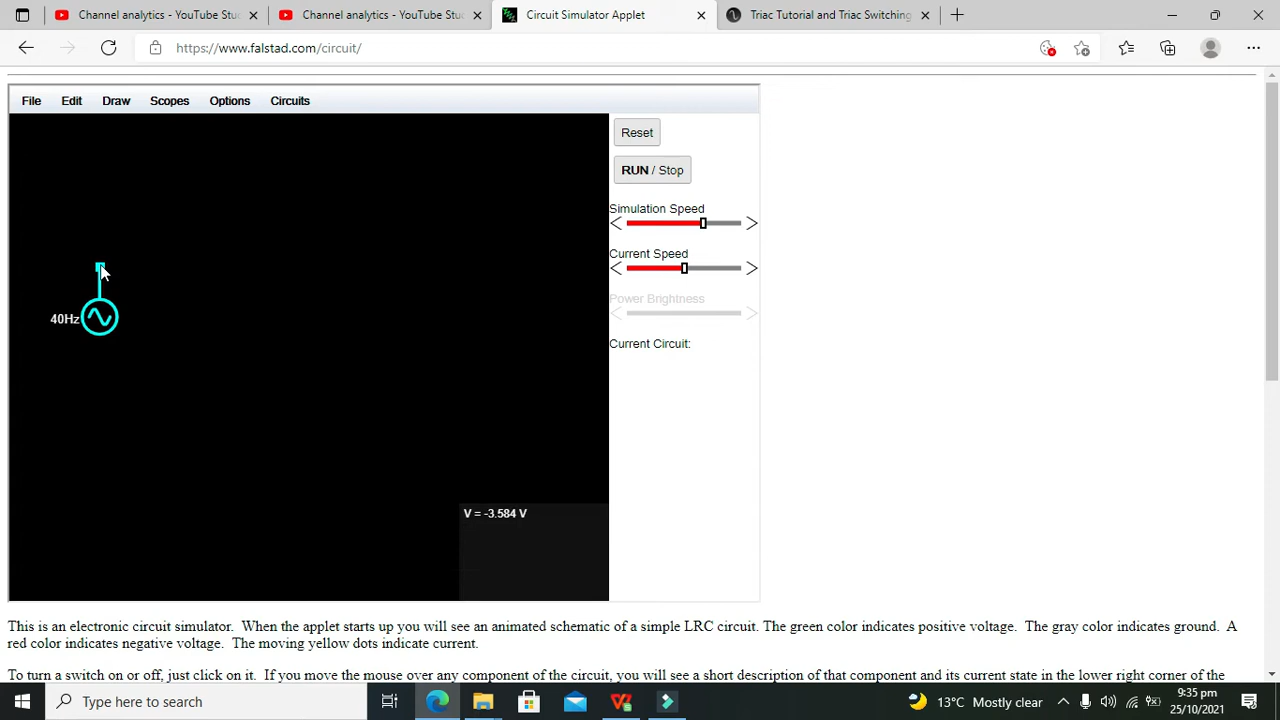 Channel analytics - YouTube Stu
Channel analytics - YouTube Stu
Circuit Simulator Applet
Triac Tutorial and Triac Switching
https://www.falstad.com/circuit/
File Edit Draw Scopes Options Circuits
Reset
RUN / Stop
Simulation Speed
Current Speed
Power Brightness
Current Circuit:
40Hz
V = -3.584 V
This is an electronic circuit simulator. When the applet starts up you will see an animated schematic of a simple LRC circuit. The green color indicates positive voltage. The gray color indicates ground. A
red color indicates negative voltage. The moving yellow dots indicate current.
To turn a switch on or off, just click on it. If you move the mouse over any component of the circuit, you will see a short description of that component and its current state in the lower right corner of the
Type here to search
13°C Mostly clear
9:35 pm
25/10/2021